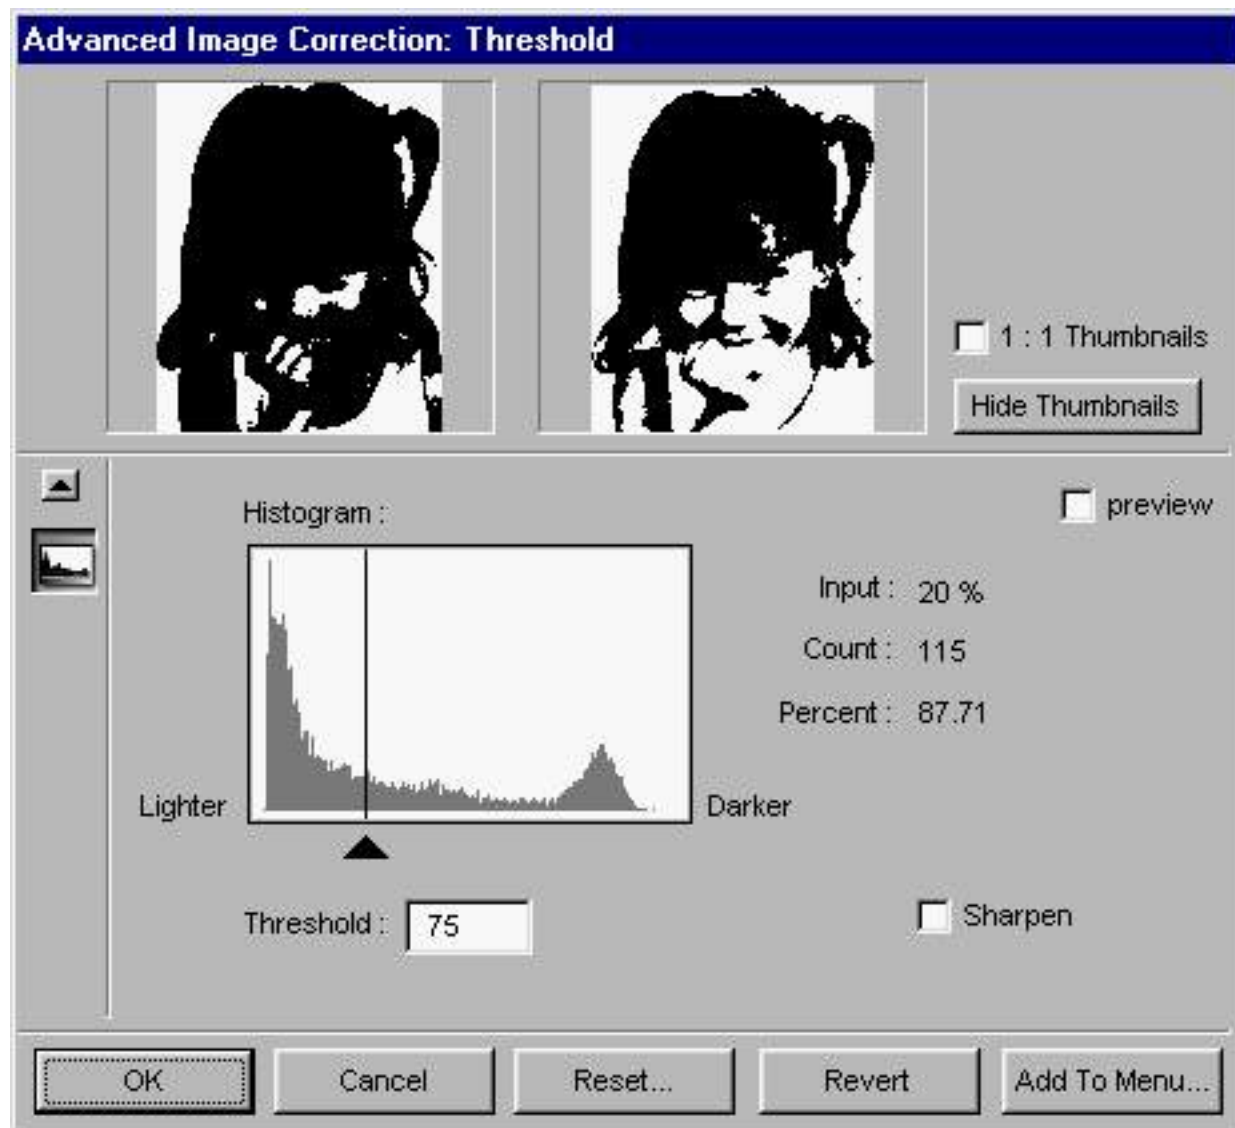 Advanced Image Correction: Threshold
1 : 1 Thumbnails
Hide Thumbnails
preview
Histogram :
Input : 20 %
Count : 115
Percent : 87.71
Lighter
Darker
Threshold : 75
Sharpen
OK
Cancel
Reset...
Revert
Add To Menu...